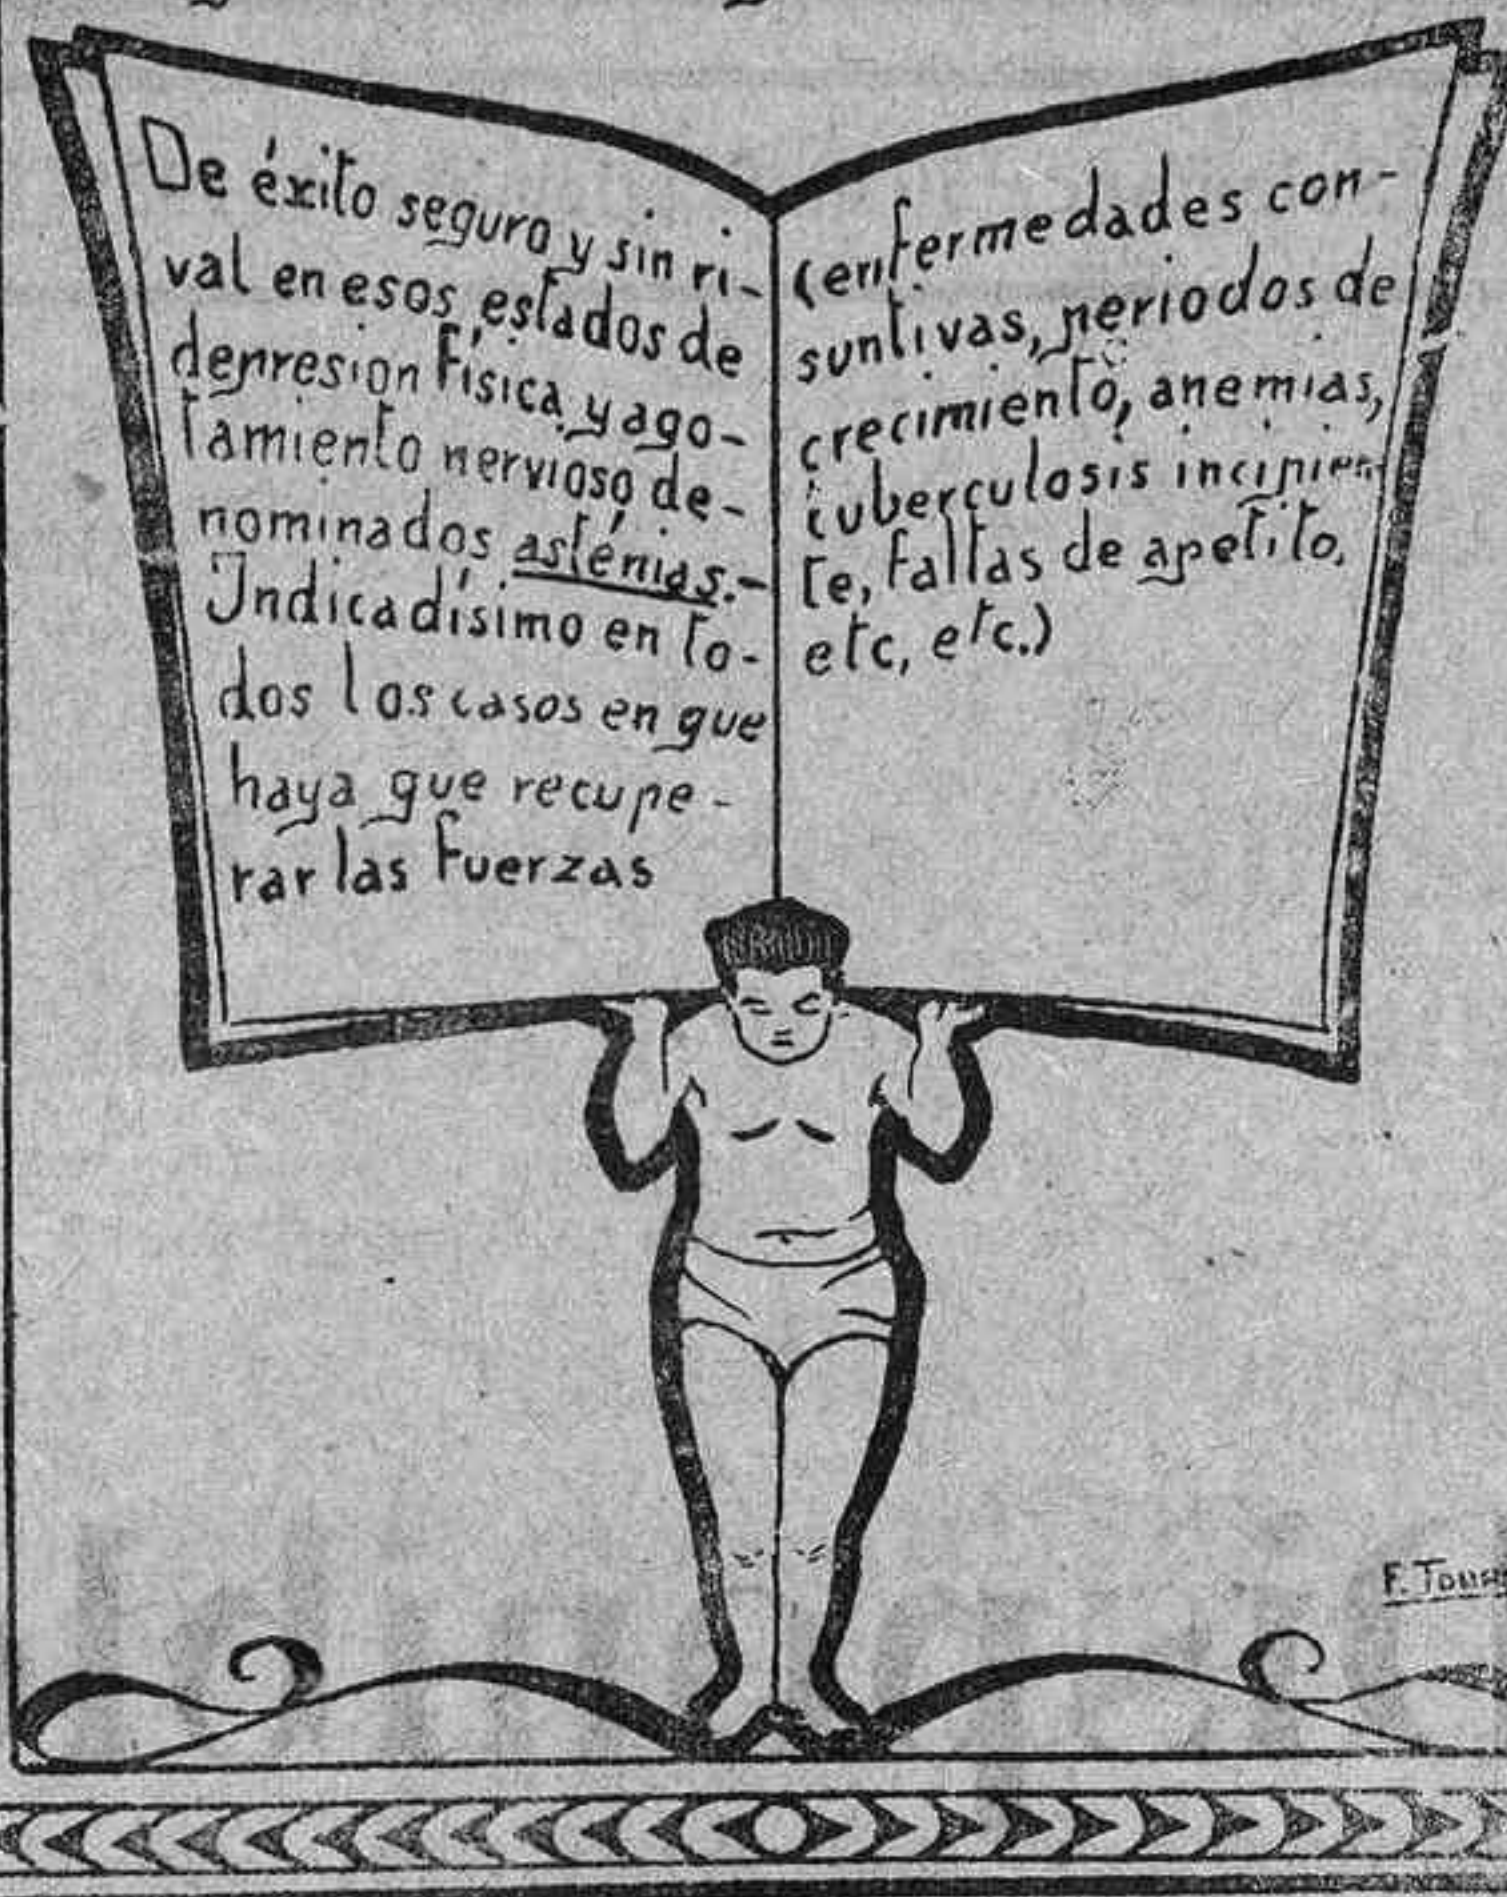 De éxito seguro y sin ri-
val en esos estados de
depresion física y ago-
tamiento nervioso de-
nominados asténias.-
Indicadísimo en to-
dos los casos en que
haya que recupe-
rar las fuerzas
(enfermedades con-
suntivas, periodos de
crecimiento, anemias,
tuberculosis incipien-
te, faltas de apetito,
etc, etc.)
F.